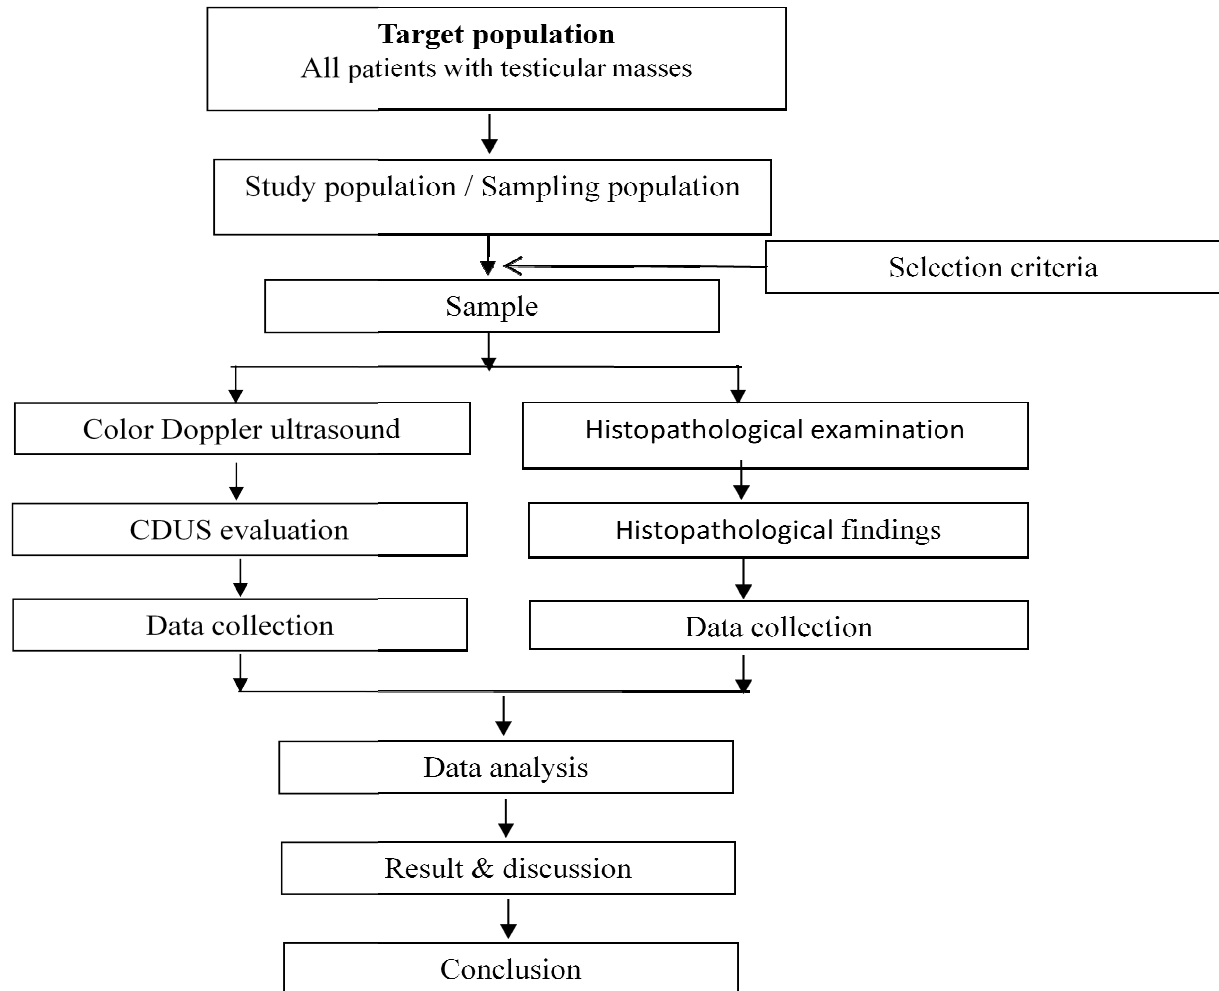 Target population
All patients with testicular masses
Study population / Sampling population
Selection criteria
Sample
Color Doppler ultrasound
Histopathological examination
CDUS evaluation
Histopathological findings
Data collection
Data collection
Data analysis
Result & discussion
Conclusion